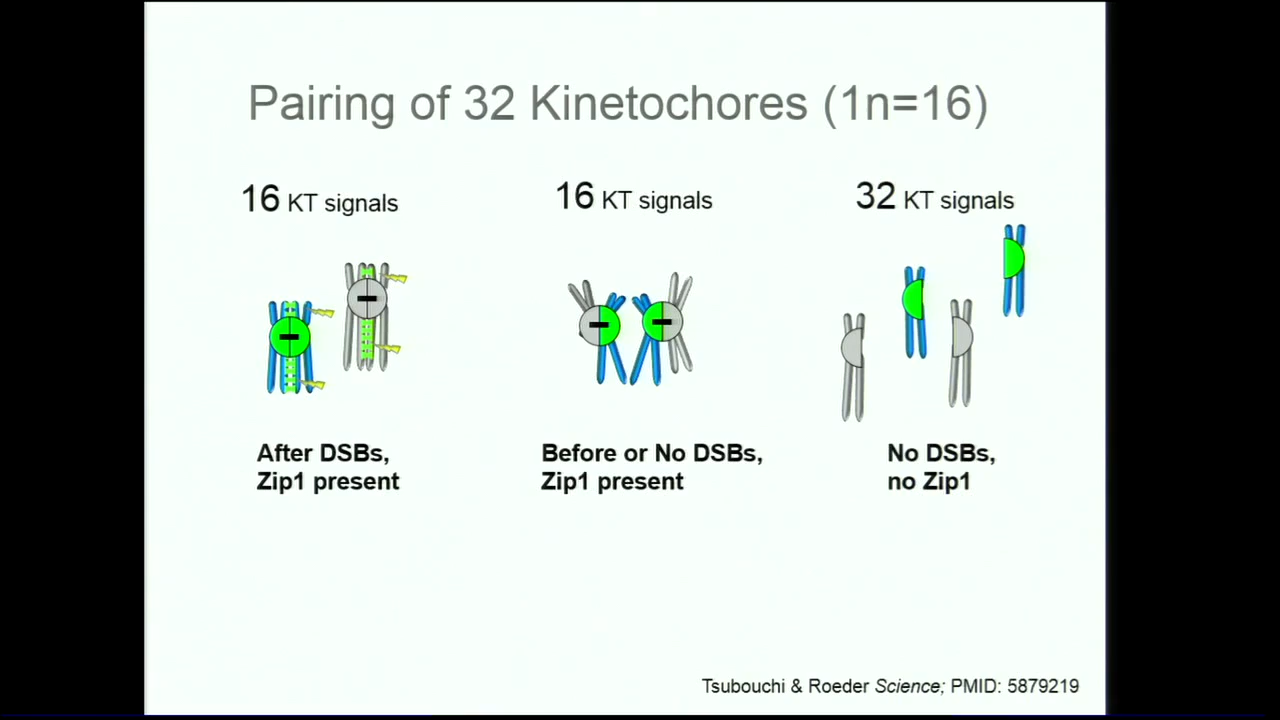 Pairing of 32 Kinetochores (1n=16)
16 KT signals
16 KT signals
32 KT signals
After DSBs,
Zip1 present
Before or No DSBs,
Zip1 present
No DSBs,
no Zip1
Tsubouchi & Roeder Science; PMID: 5879219